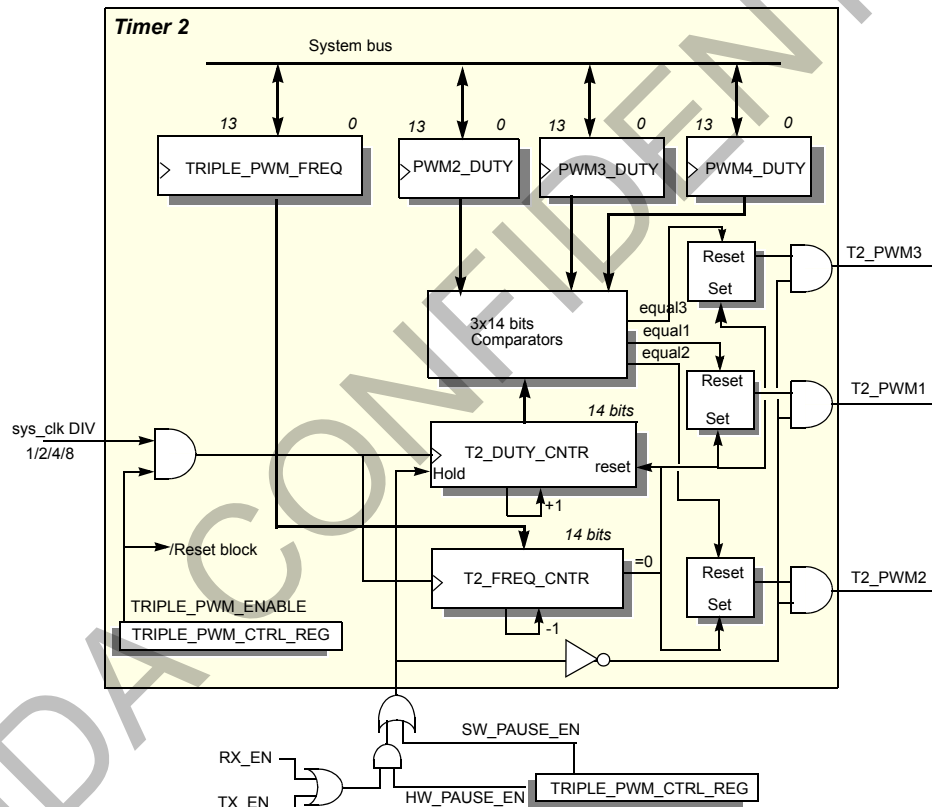 Timer 2
System bus
13 0
13 0
13 0
13 0
TRIPLE_PWM_FREQ
PWM2_DUTY
PWM3_DUTY
PWM4_DUTY
Reset
Set
T2_PWM3
3x14 bits
Comparators
equal3
equal1
equal2
Reset
Set
T2_PWM1
14 bits
sys_clk DIV
1/2/4/8
T2_DUTY_CNTR
Hold
reset
+1
14 bits
/Reset block
T2_FREQ_CNTR
=0
-1
Reset
Set
T2_PWM2
TRIPLE_PWM_ENABLE
TRIPLE_PWM_CTRL_REG
SW_PAUSE_EN
RX_EN
TX_EN
HW_PAUSE_EN
TRIPLE_PWM_CTRL_REG
DA CONFIDENT